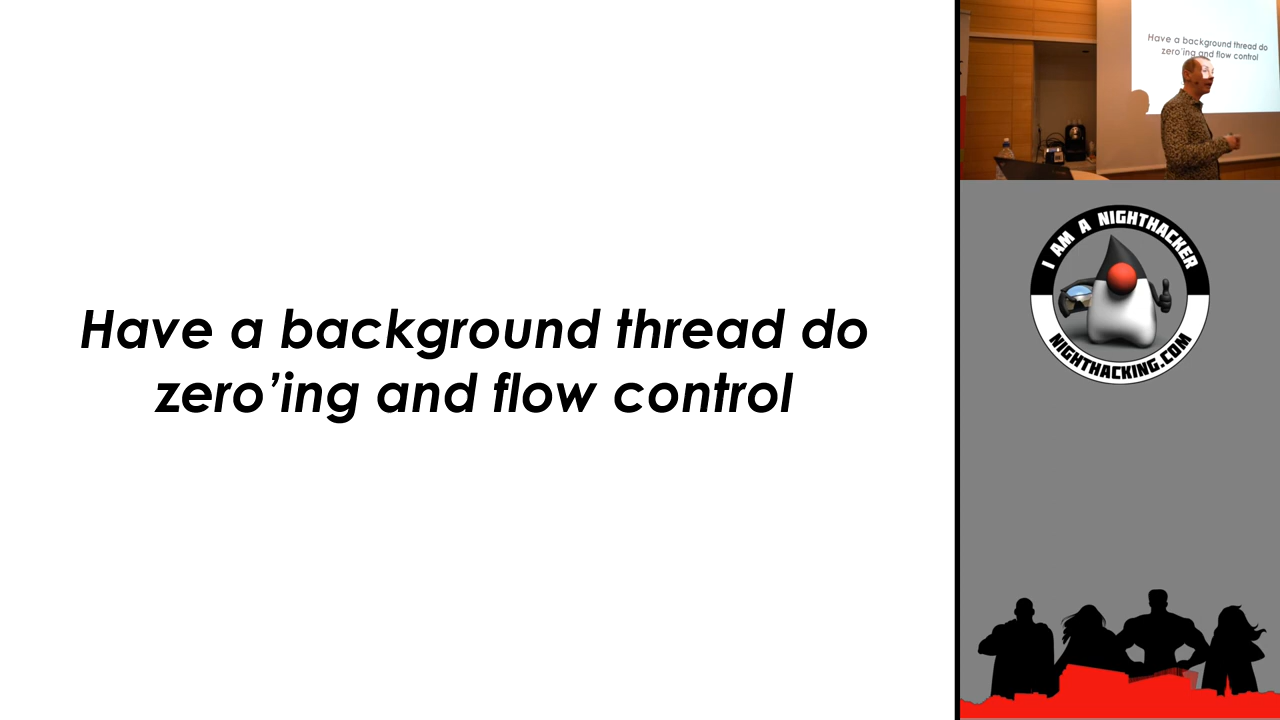 Have a background thread do
zero’ing and flow control
Have a background thread do
zero'ing and flow control
I AM A NIGHTHACKER
NIGHTHACKING.COM